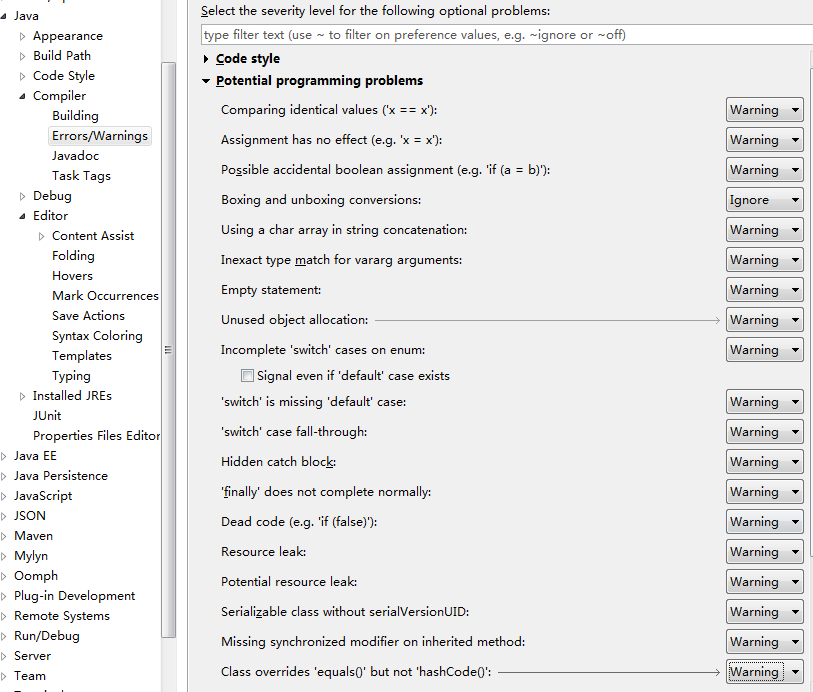 Java
Appearance
Build Path
Code Style
Compiler
Building
Errors/Warnings
Javadoc
Task Tags
Debug
Editor
Content Assist
Folding
Hovers
Mark Occurrences
Save Actions
Syntax Coloring
Templates
Typing
Installed JREs
JUnit
Properties Files Editor
Java EE
Java Persistence
JavaScript
JSON
Maven
Mylyn
Oomph
Plug-in Development
Remote Systems
Run/Debug
Server
Team
Select the severity level for the following optional problems:
type filter text (use ~ to filter on preference values, e.g. ~ignore or ~off)
Code style
Potential programming problems
Comparing identical values ('x == x'): Warning
Assignment has no effect (e.g. 'x = x'): Warning
Possible accidental boolean assignment (e.g. 'if (a = b)'): Warning
Boxing and unboxing conversions: Ignore
Using a char array in string concatenation: Warning
Inexact type match for vararg arguments: Warning
Empty statement: Warning
Unused object allocation: Warning
Incomplete 'switch' cases on enum: Warning
Signal even if 'default' case exists
'switch' is missing 'default' case: Warning
'switch' case fall-through: Warning
Hidden catch block: Warning
'finally' does not complete normally: Warning
Dead code (e.g. 'if (false)'): Warning
Resource leak: Warning
Potential resource leak: Warning
Serializable class without serialVersionUID: Warning
Missing synchronized modifier on inherited method: Warning
Class overrides 'equals()' but not 'hashCode()': Warning